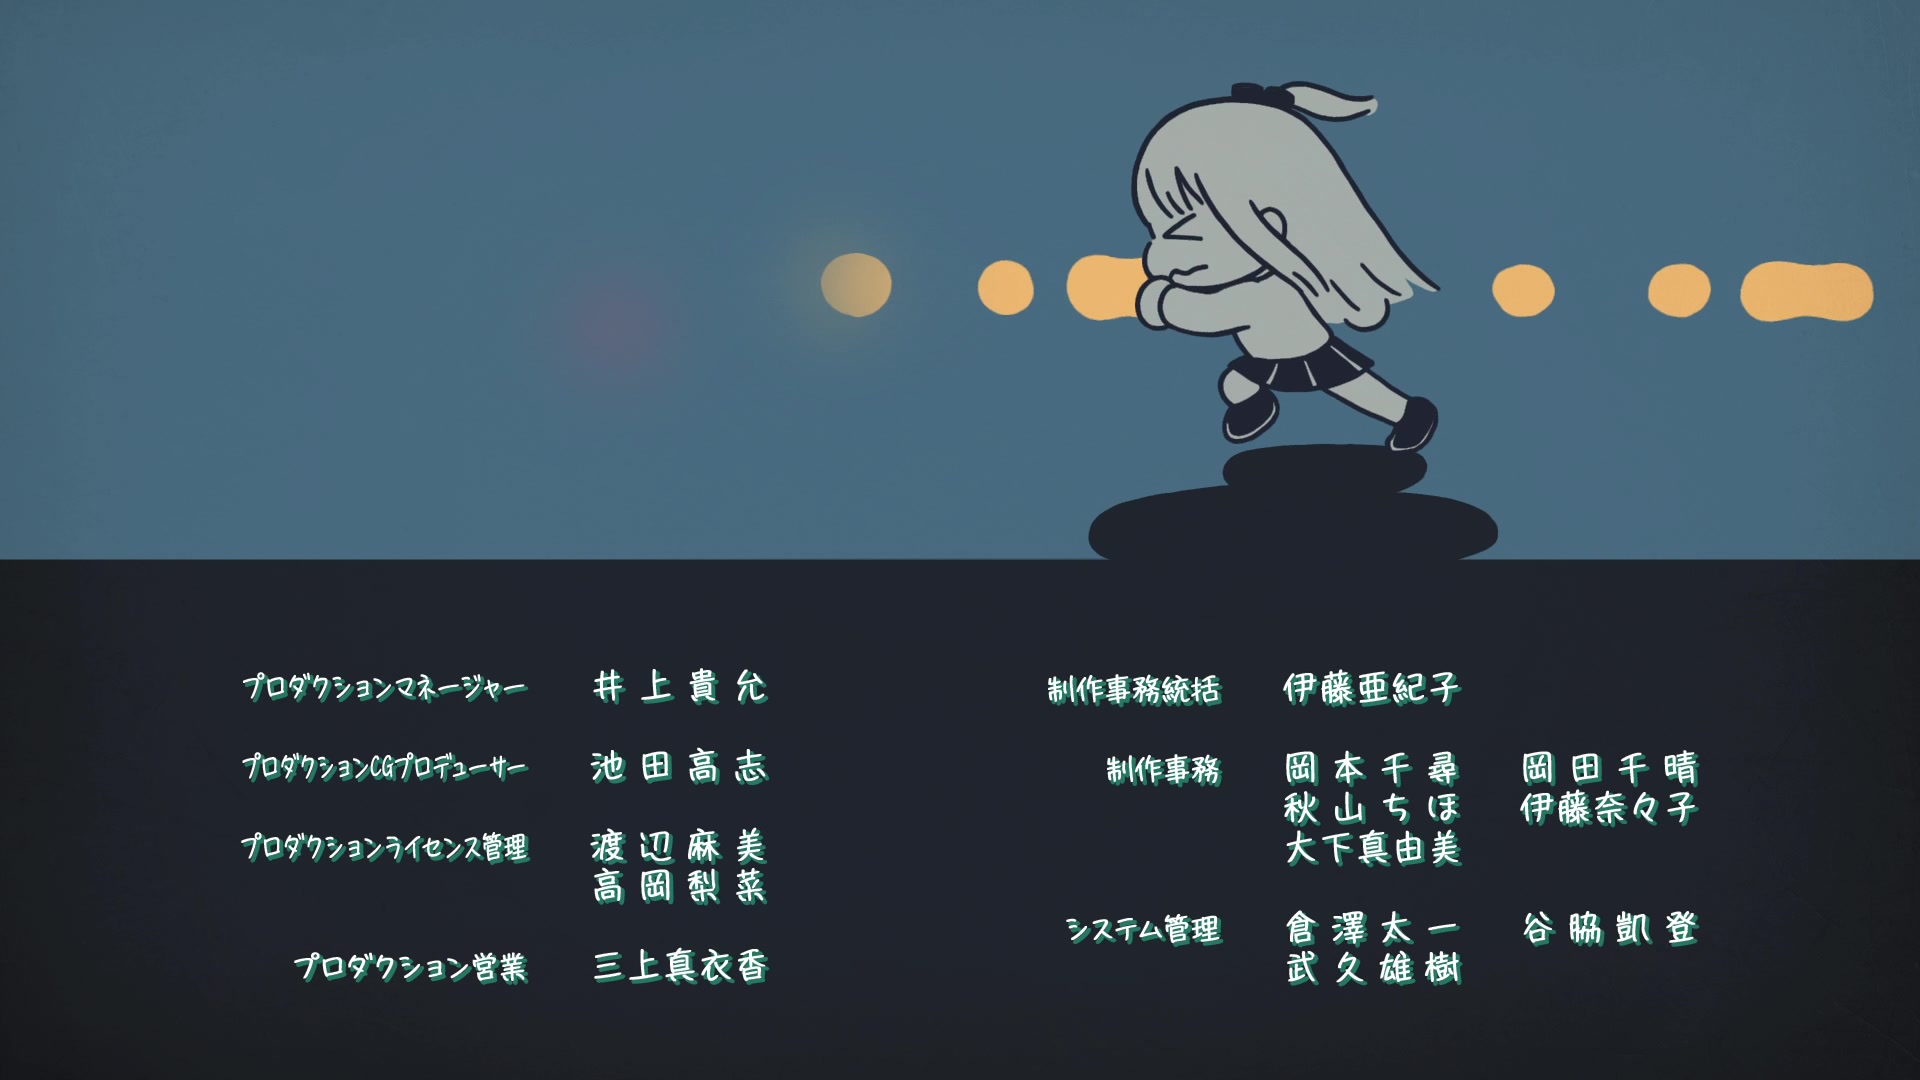 プロダクションマネージャー 井上貴允
プロダクションCGプロデューサー 池田高志
プロダクションライセンス管理 渡辺麻美
高岡梨菜
プロダクション営業 三上真衣香
制作事務統括 伊藤亜紀子
制作事務 岡本千尋 岡田千晴
秋山ちほ 伊藤奈々子
大下真由美
システム管理 倉澤太一 谷脇凱登
武久雄樹